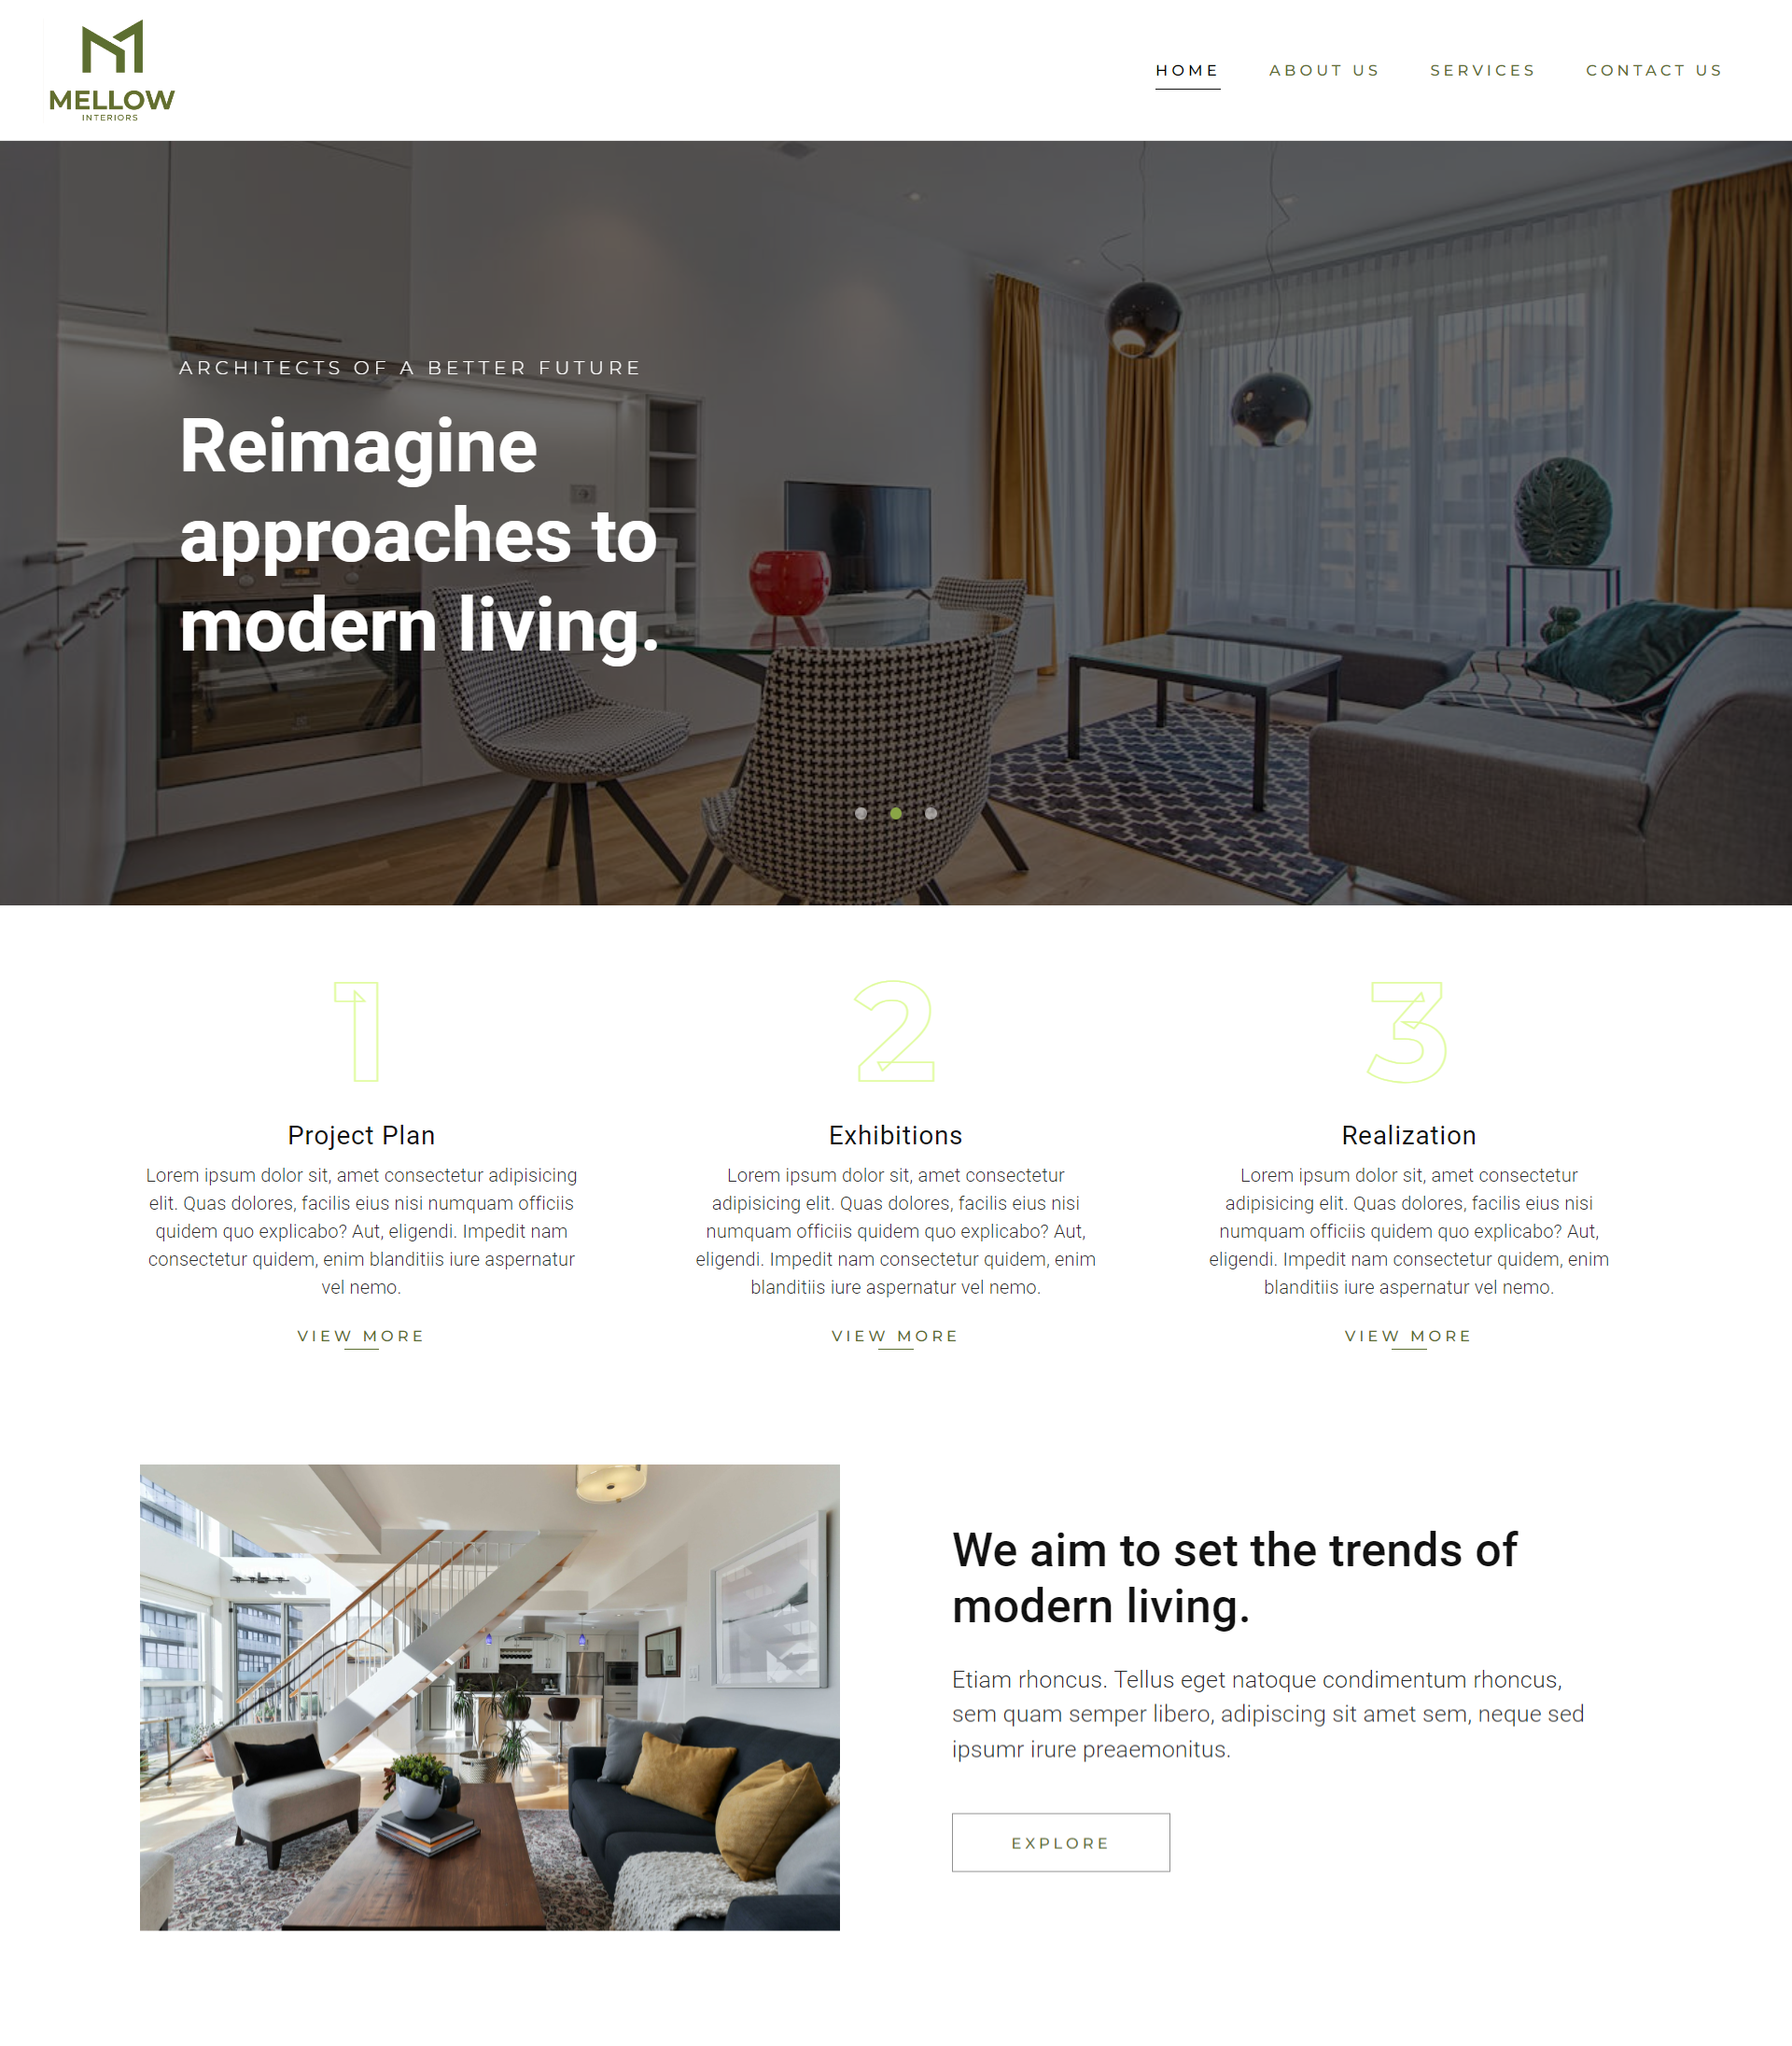 MELLOW
INTERIORS
HOME ABOUT US SERVICES CONTACT US
ARCHITECTS OF A BETTER FUTURE
Reimagine
approaches to
modern living.
1
Project Plan
Lorem ipsum dolor sit, amet consectetur adipisicing
elit. Quas dolores, facilis eius nisi numquam officiis
quidem quo explicabo? Aut, eligendi. Impedit nam
consectetur quidem, enim blanditiis iure aspernatur
vel nemo.
VIEW MORE
2
Exhibitions
Lorem ipsum dolor sit, amet consectetur
adipisicing elit. Quas dolores, facilis eius nisi
numquam officiis quidem quo explicabo? Aut,
eligendi. Impedit nam consectetur quidem, enim
blanditiis iure aspernatur vel nemo.
VIEW MORE
3
Realization
Lorem ipsum dolor sit, amet consectetur
adipisicing elit. Quas dolores, facilis eius nisi
numquam officiis quidem quo explicabo? Aut,
eligendi. Impedit nam consectetur quidem, enim
blanditiis iure aspernatur vel nemo.
VIEW MORE
We aim to set the trends of
modern living.
Etiam rhoncus. Tellus eget natoque condimentum rhoncus,
sem quam semper libero, adipiscing sit amet sem, neque sed
ipsumr irure preaemonitus.
EXPLORE